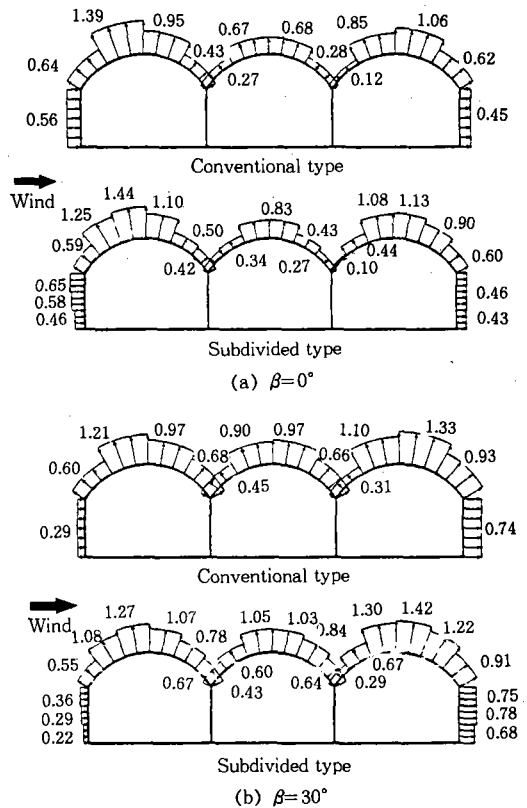 1.39 0.95 0.67 0.68 0.85 1.06
0.64 0.43 0.28 0.62
0.27 0.12
0.56 0.45
Conventional type
Wind
1.44 1.10 0.83 1.08 1.13
1.25 0.50 0.43 0.90
0.59 0.42 0.34 0.27 0.10 0.44 0.60
0.65 0.46
0.58
0.46 0.43
Subdivided type
(a) β=0°
1.21 0.97 0.90 0.97 1.10 1.33
0.60 0.68 0.66 0.93
0.45 0.31
0.29 0.74
Conventional type
Wind
1.27 1.07 1.05 1.03 1.30 1.42
1.08 0.78 0.84 1.22
0.55 0.67 0.43 0.60 0.64 0.29 0.67 0.91
0.36 0.75
0.29 0.78
0.22 0.68
Subdivided type
(b) β=30°